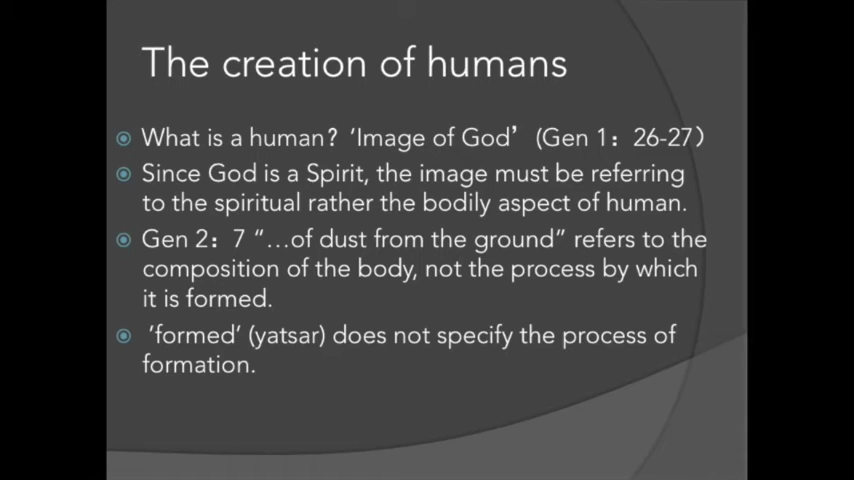 The creation of humans
What is a human? ‘Image of God’ (Gen 1：26-27)
Since God is a Spirit, the image must be referring
to the spiritual rather the bodily aspect of human.
Gen 2：7 “…of dust from the ground” refers to the
composition of the body, not the process by which
it is formed.
‘formed’ (yatsar) does not specify the process of
formation.